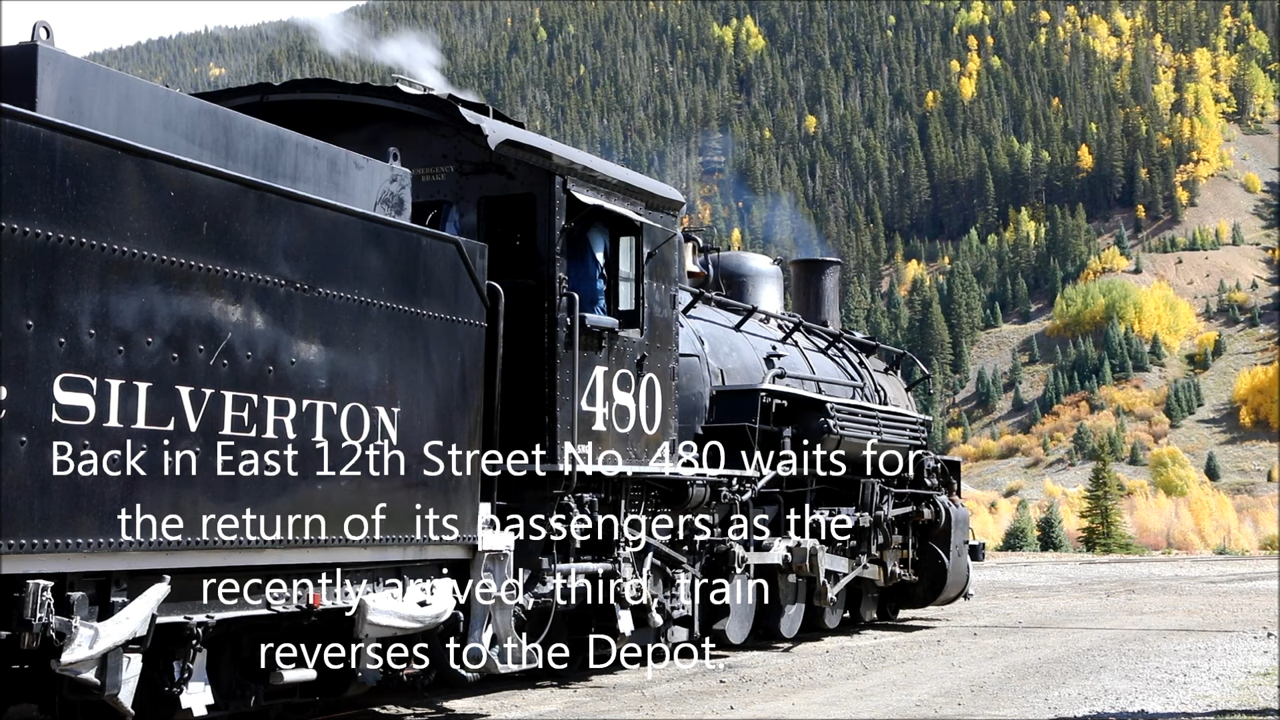 EMERGENCY
BRAKE
SILVERTON
480
Back in East 12th Street No. 480 waits for
the return of its passengers as the
recently arrived, third, train
reverses to the Depot.